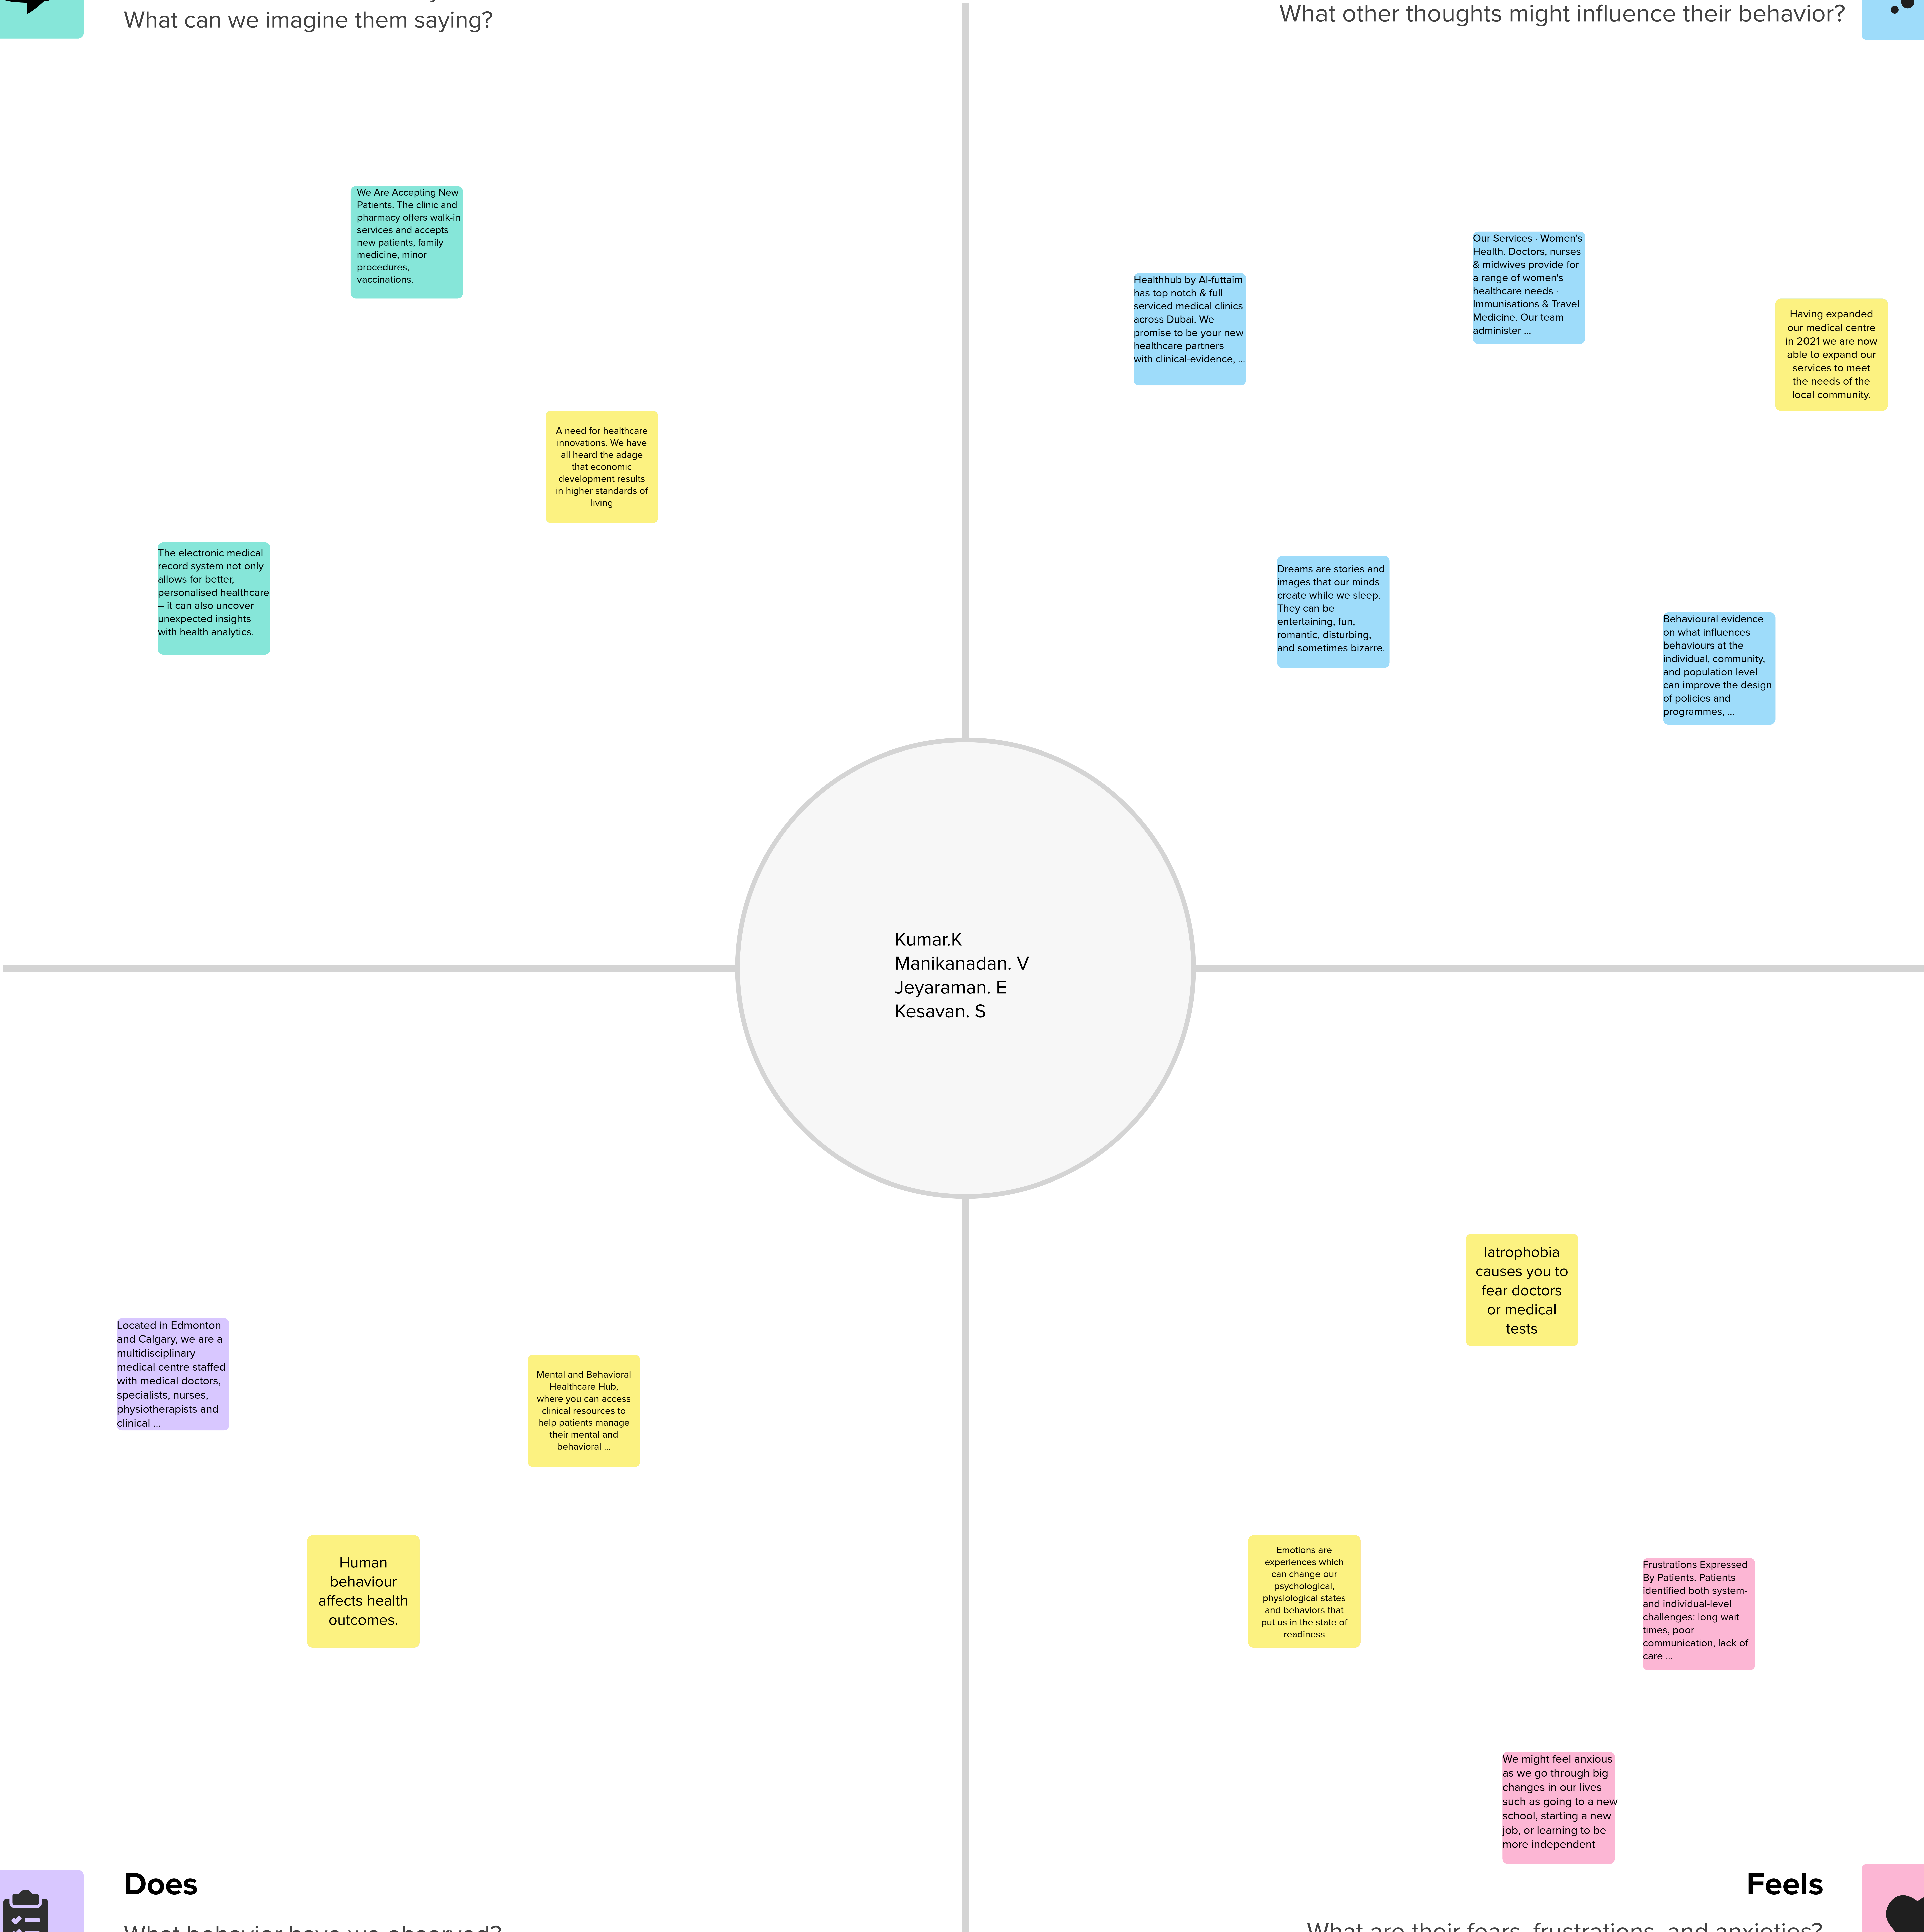 What can we imagine them saying?
What other thoughts might influence their behavior?
We Are Accepting New
Patients. The clinic and
pharmacy offers walk-in
services and accepts
new patients, family
medicine, minor
procedures,
vaccinations.
A need for healthcare
innovations. We have
all heard the adage
that economic
development results
in higher standards of
living
The electronic medical
record system not only
allows for better,
personalised healthcare
– it can also uncover
unexpected insights
with health analytics.
Healthhub by Al-futtaim
has top notch & full
serviced medical clinics
across Dubai. We
promise to be your new
healthcare partners
with clinical-evidence, ...
Our Services · Women's
Health. Doctors, nurses
& midwives provide for
a range of women's
healthcare needs ·
Immunisations & Travel
Medicine. Our team
administer ...
Having expanded
our medical centre
in 2021 we are now
able to expand our
services to meet
the needs of the
local community.
Dreams are stories and
images that our minds
create while we sleep.
They can be
entertaining, fun,
romantic, disturbing,
and sometimes bizarre.
Behavioural evidence
on what influences
behaviours at the
individual, community,
and population level
can improve the design
of policies and
programmes, ...
Kumar.K
Manikanadan. V
Jeyaraman. E
Kesavan. S
Located in Edmonton
and Calgary, we are a
multidisciplinary
medical centre staffed
with medical doctors,
specialists, nurses,
physiotherapists and
clinical ...
Mental and Behavioral
Healthcare Hub,
where you can access
clinical resources to
help patients manage
their mental and
behavioral ...
Human
behaviour
affects health
outcomes.
Iatrophobia
causes you to
fear doctors
or medical
tests
Emotions are
experiences which
can change our
psychological,
physiological states
and behaviors that
put us in the state of
readiness
Frustrations Expressed
By Patients. Patients
identified both system-
and individual-level
challenges: long wait
times, poor
communication, lack of
care ...
We might feel anxious
as we go through big
changes in our lives
such as going to a new
school, starting a new
job, or learning to be
more independent
Does
What behavior have we observed?
Feels
What are their fears, frustrations, and anxieties?